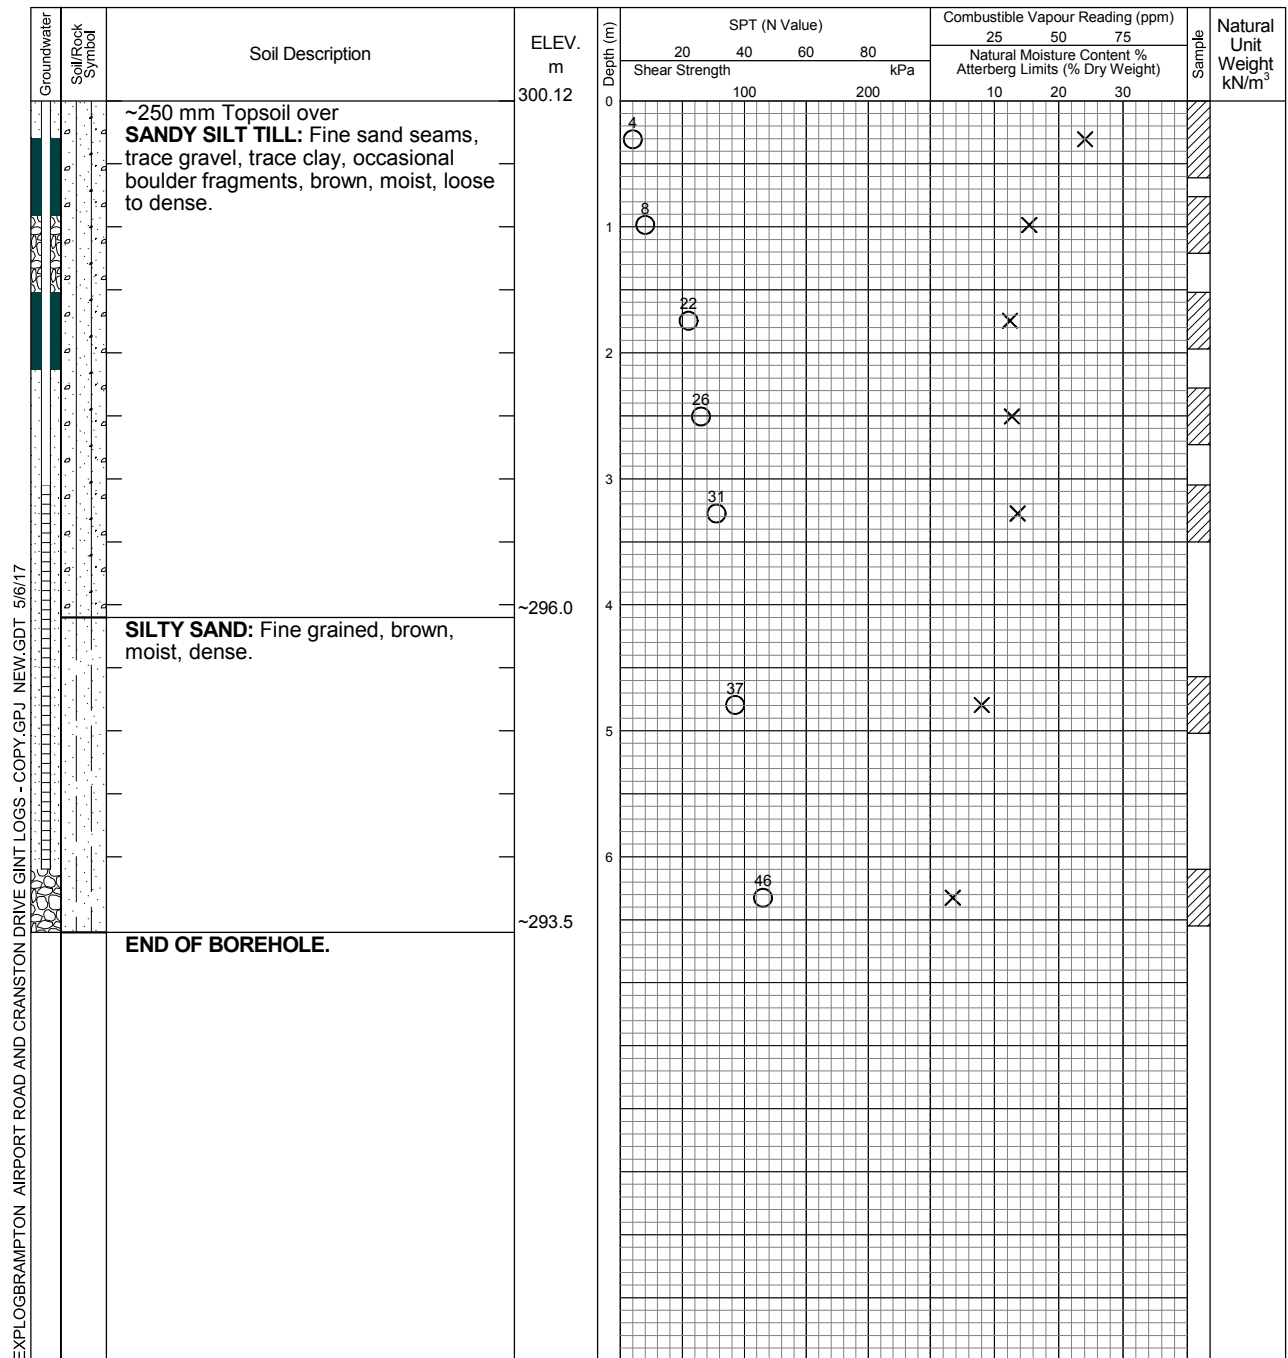 Groundwater
Soil/Rock
Symbol
Soil Description
ELEV.
m
300.12
Depth (m)
SPT (N Value)
20 40 60 80
Shear Strength kPa
100 200
Combustible Vapour Reading (ppm)
25 50 75
Natural Moisture Content %
Atterberg Limits (% Dry Weight)
10 20 30
Sample
Natural
Unit
Weight
kN/m³
0
~250 mm Topsoil over
SANDY SILT TILL: Fine sand seams,
trace gravel, trace clay, occasional
boulder fragments, brown, moist, loose
to dense.
4
8
1
22
2
26
3
31
4
~296.0
SILTY SAND: Fine grained, brown,
moist, dense.
37
5
6
46
~293.5
END OF BOREHOLE.
EXPLOGBRAMPTON AIRPORT ROAD AND CRANSTON DRIVE GINT LOGS - COPY.GPJ NEW.GDT 5/6/17